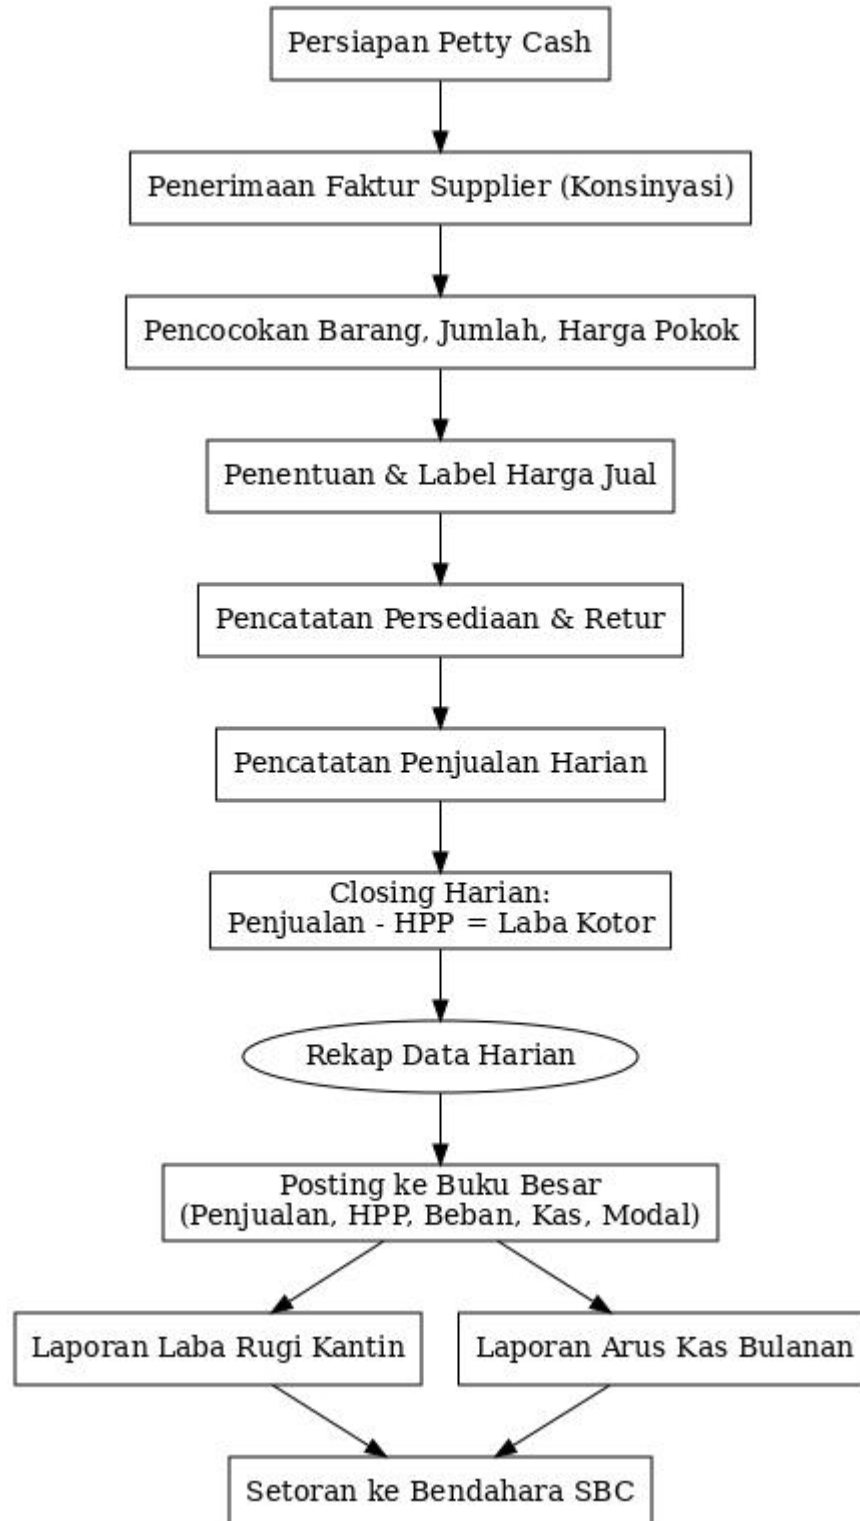 Persiapan Petty Cash
Penerimaan Faktur Supplier (Konsinyasi)
Pencocokan Barang, Jumlah, Harga Pokok
Penentuan & Label Harga Jual
Pencatatan Persediaan & Retur
Pencatatan Penjualan Harian
Closing Harian:
Penjualan - HPP = Laba Kotor
Rekap Data Harian
Posting ke Buku Besar
(Penjualan, HPP, Beban, Kas, Modal)
Laporan Laba Rugi Kantin
Laporan Arus Kas Bulanan
Setoran ke Bendahara SBC